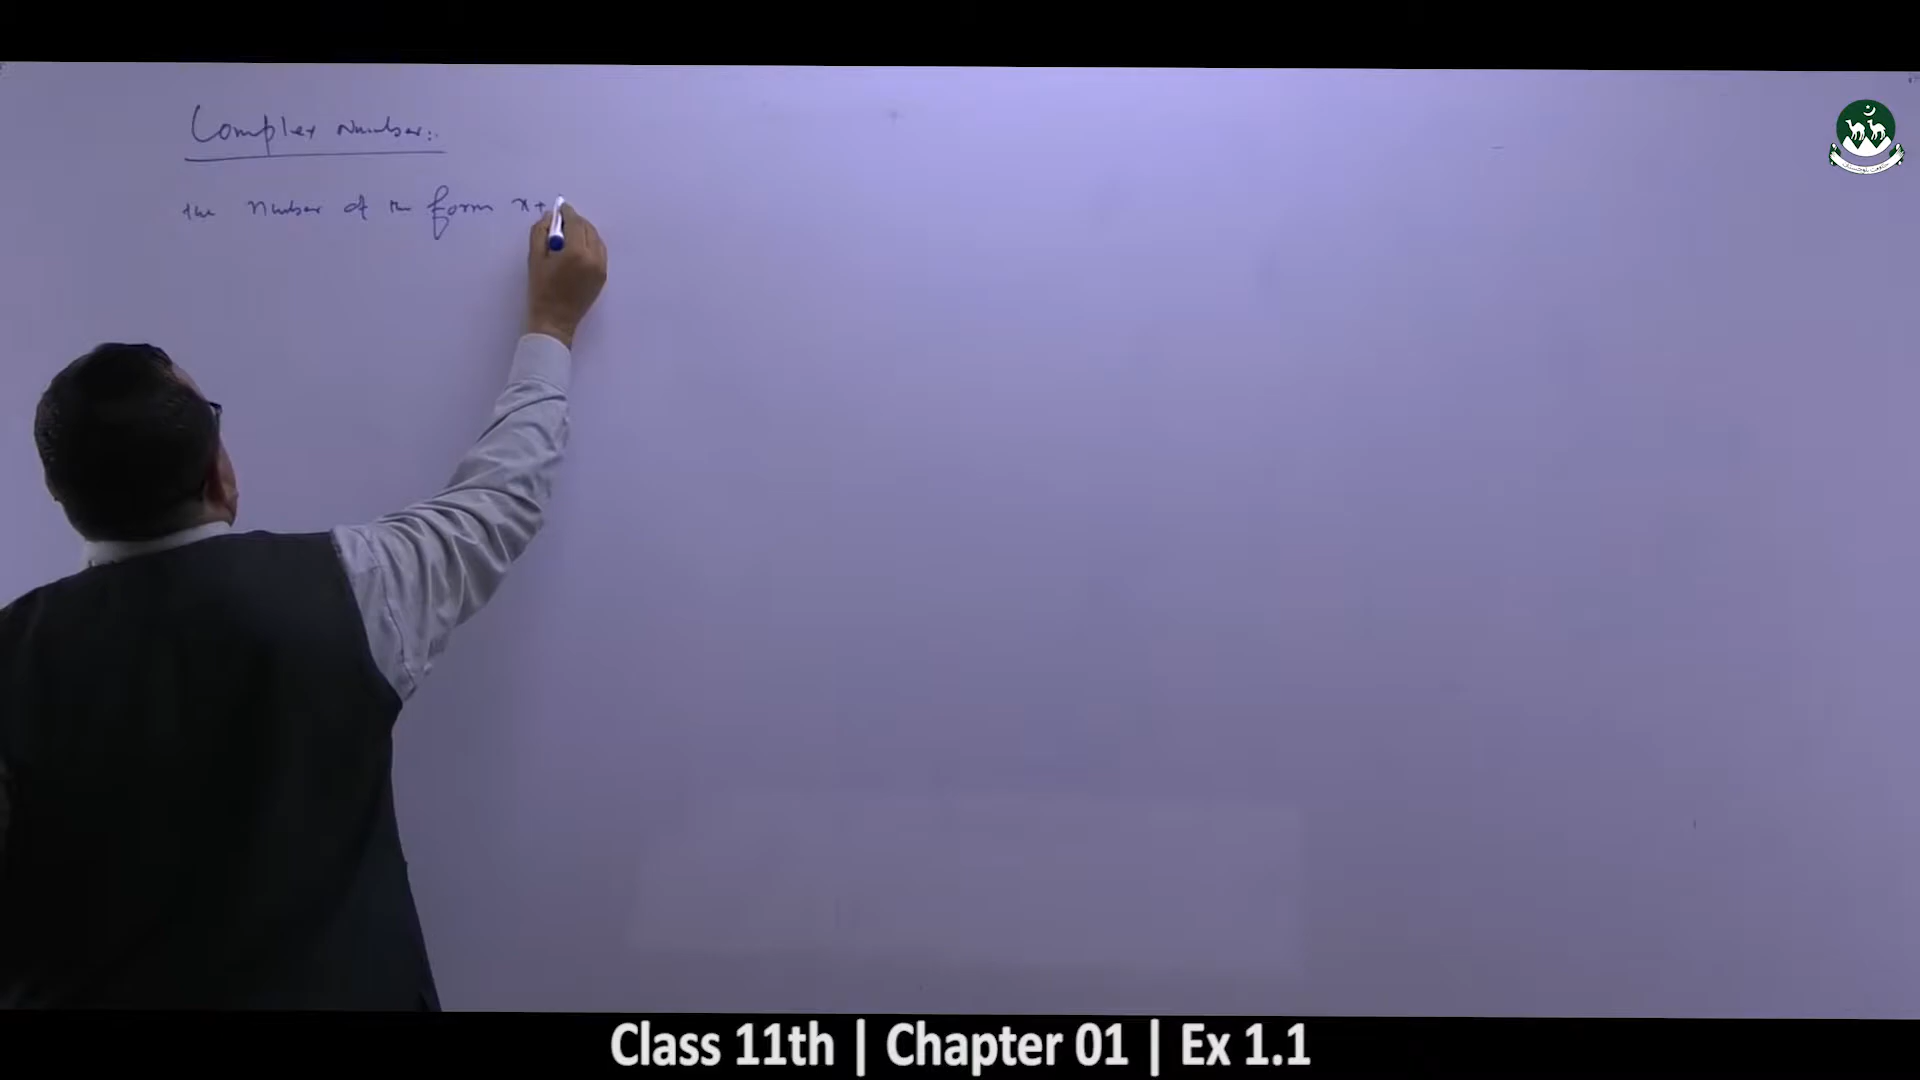 Complex Number:.
the Number of the form x+
Class 11th | Chapter 01 | Ex 1.1